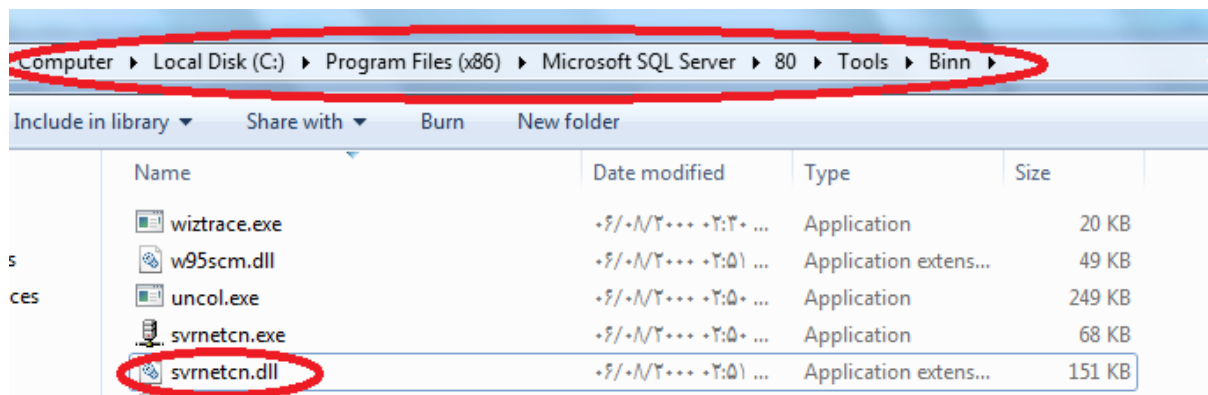 Computer ▸ Local Disk (C:) ▸ Program Files (x86) ▸ Microsoft SQL Server ▸ 80 ▸ Tools ▸ Binn ▸
Include in library ▾ Share with ▾ Burn New folder
Name Date modified Type Size
wiztrace.exe ۰۶/۰۸/۲۰۰۰ ۰۲:۳۰ ... Application 20 KB
s w95scm.dll ۰۶/۰۸/۲۰۰۰ ۰۲:۵۱ ... Application extens... 49 KB
ces uncol.exe ۰۶/۰۸/۲۰۰۰ ۰۲:۵۰ ... Application 249 KB
svrnetcn.exe ۰۶/۰۸/۲۰۰۰ ۰۲:۵۰ ... Application 68 KB
svrnetcn.dll ۰۶/۰۸/۲۰۰۰ ۰۲:۵۱ ... Application extens... 151 KB